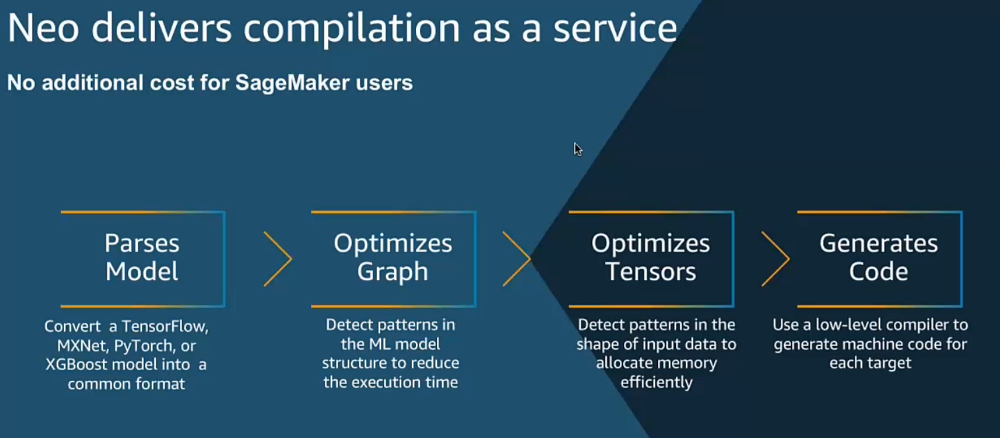 Neo delivers compilation as a service
No additional cost for SageMaker users
Parses
Model
Convert a TensorFlow,
MXNet, PyTorch, or
XGBoost model into a
common format
Optimizes
Graph
Detect patterns in
the ML model
structure to reduce
the execution time
Optimizes
Tensors
Detect patterns in the
shape of input data to
allocate memory
efficiently
Generates
Code
Use a low-level compiler to
generate machine code for
each target